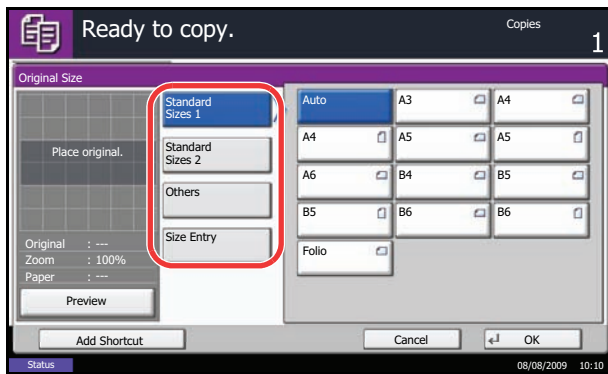 Ready to copy.
Copies
1
Original Size
Place original.
Original : ---
Zoom : 100%
Paper : ---
Preview
Standard
Sizes 1
Standard
Sizes 2
Others
Size Entry
Auto
A3
A4
A4
A5
A5
A6
B4
B5
B5
B6
B6
Folio
Add Shortcut
Cancel
OK
Status
08/08/2009 10:10